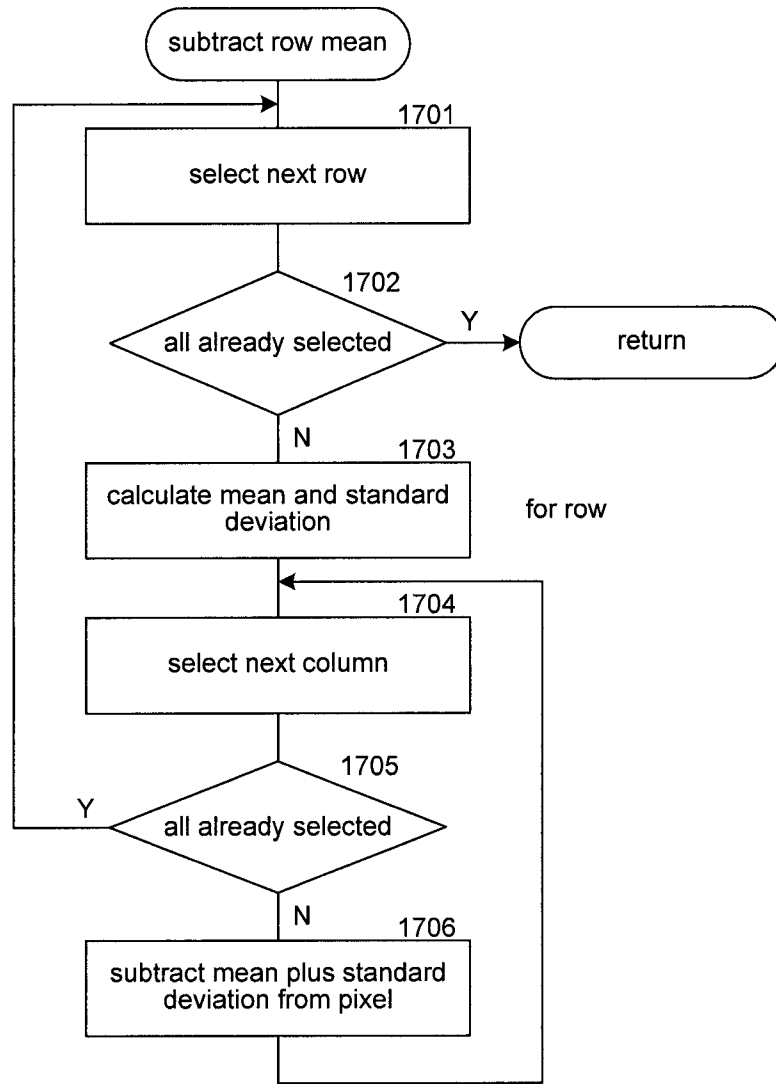 subtract row mean
1701
select next row
1702
all already selected
Y
return
N
1703
calculate mean and standard
deviation
for row
1704
select next column
1705
Y
all already selected
N
1706
subtract mean plus standard
deviation from pixel